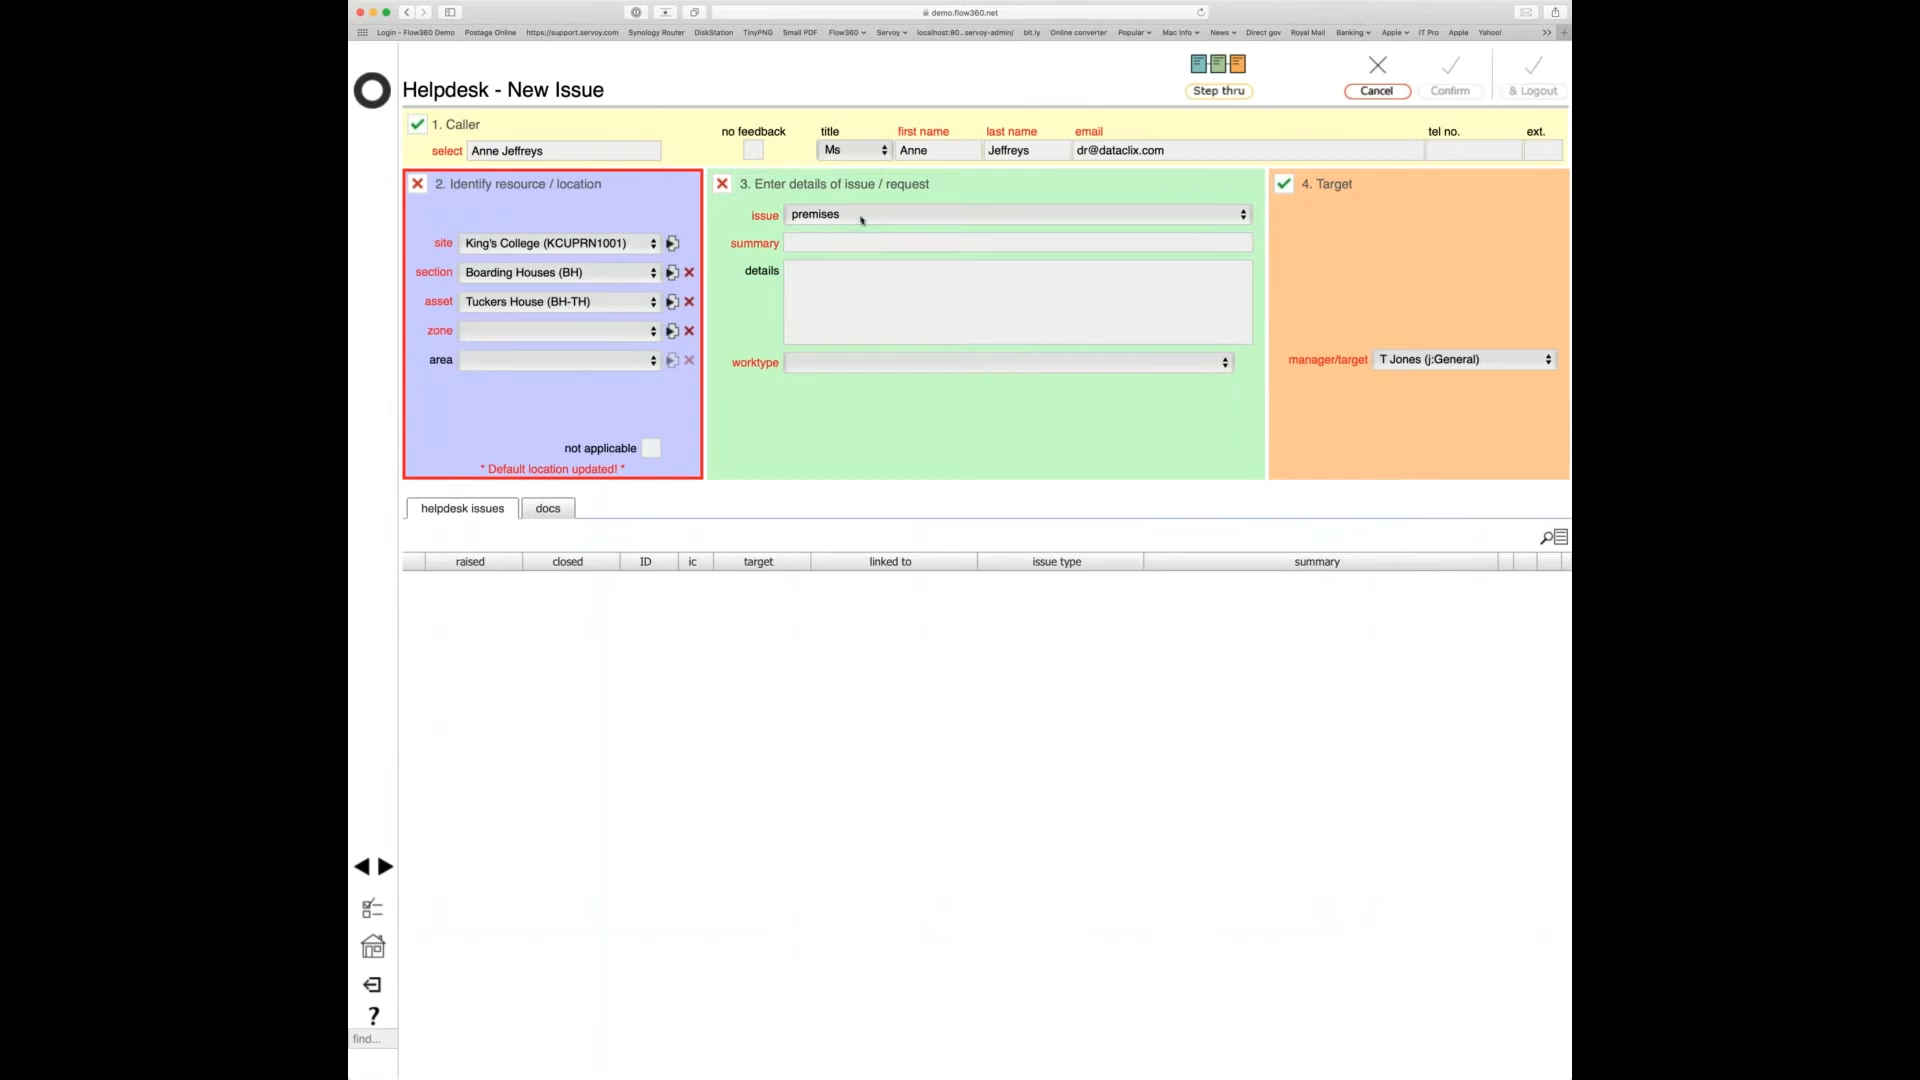 demo.flow360.net
Login - Flow360 Demo Postage Online https://support.servoy.com Synology Router DiskStation TinyPNG Small PDF Flow360 Servoy localhost:80...servoy-admin/ bit.ly Online converter Popular Mac Info News Direct gov Royal Mail Banking Apple IT Pro Apple Yahoo!
Helpdesk - New Issue
Step thru
Cancel
Confirm
& Logout
1. Caller
no feedback title first name last name email tel no. ext.
select Anne Jeffreys Ms Anne Jeffreys dr@dataclix.com
2. Identify resource / location
site King's College (KCUPRN1001)
section Boarding Houses (BH)
asset Tuckers House (BH-TH)
zone
area
not applicable
* Default location updated! *
3. Enter details of issue / request
issue premises
summary
details
worktype
4. Target
manager/target T Jones (j:General)
helpdesk issues docs
raised closed ID ic target linked to issue type summary
?
find...